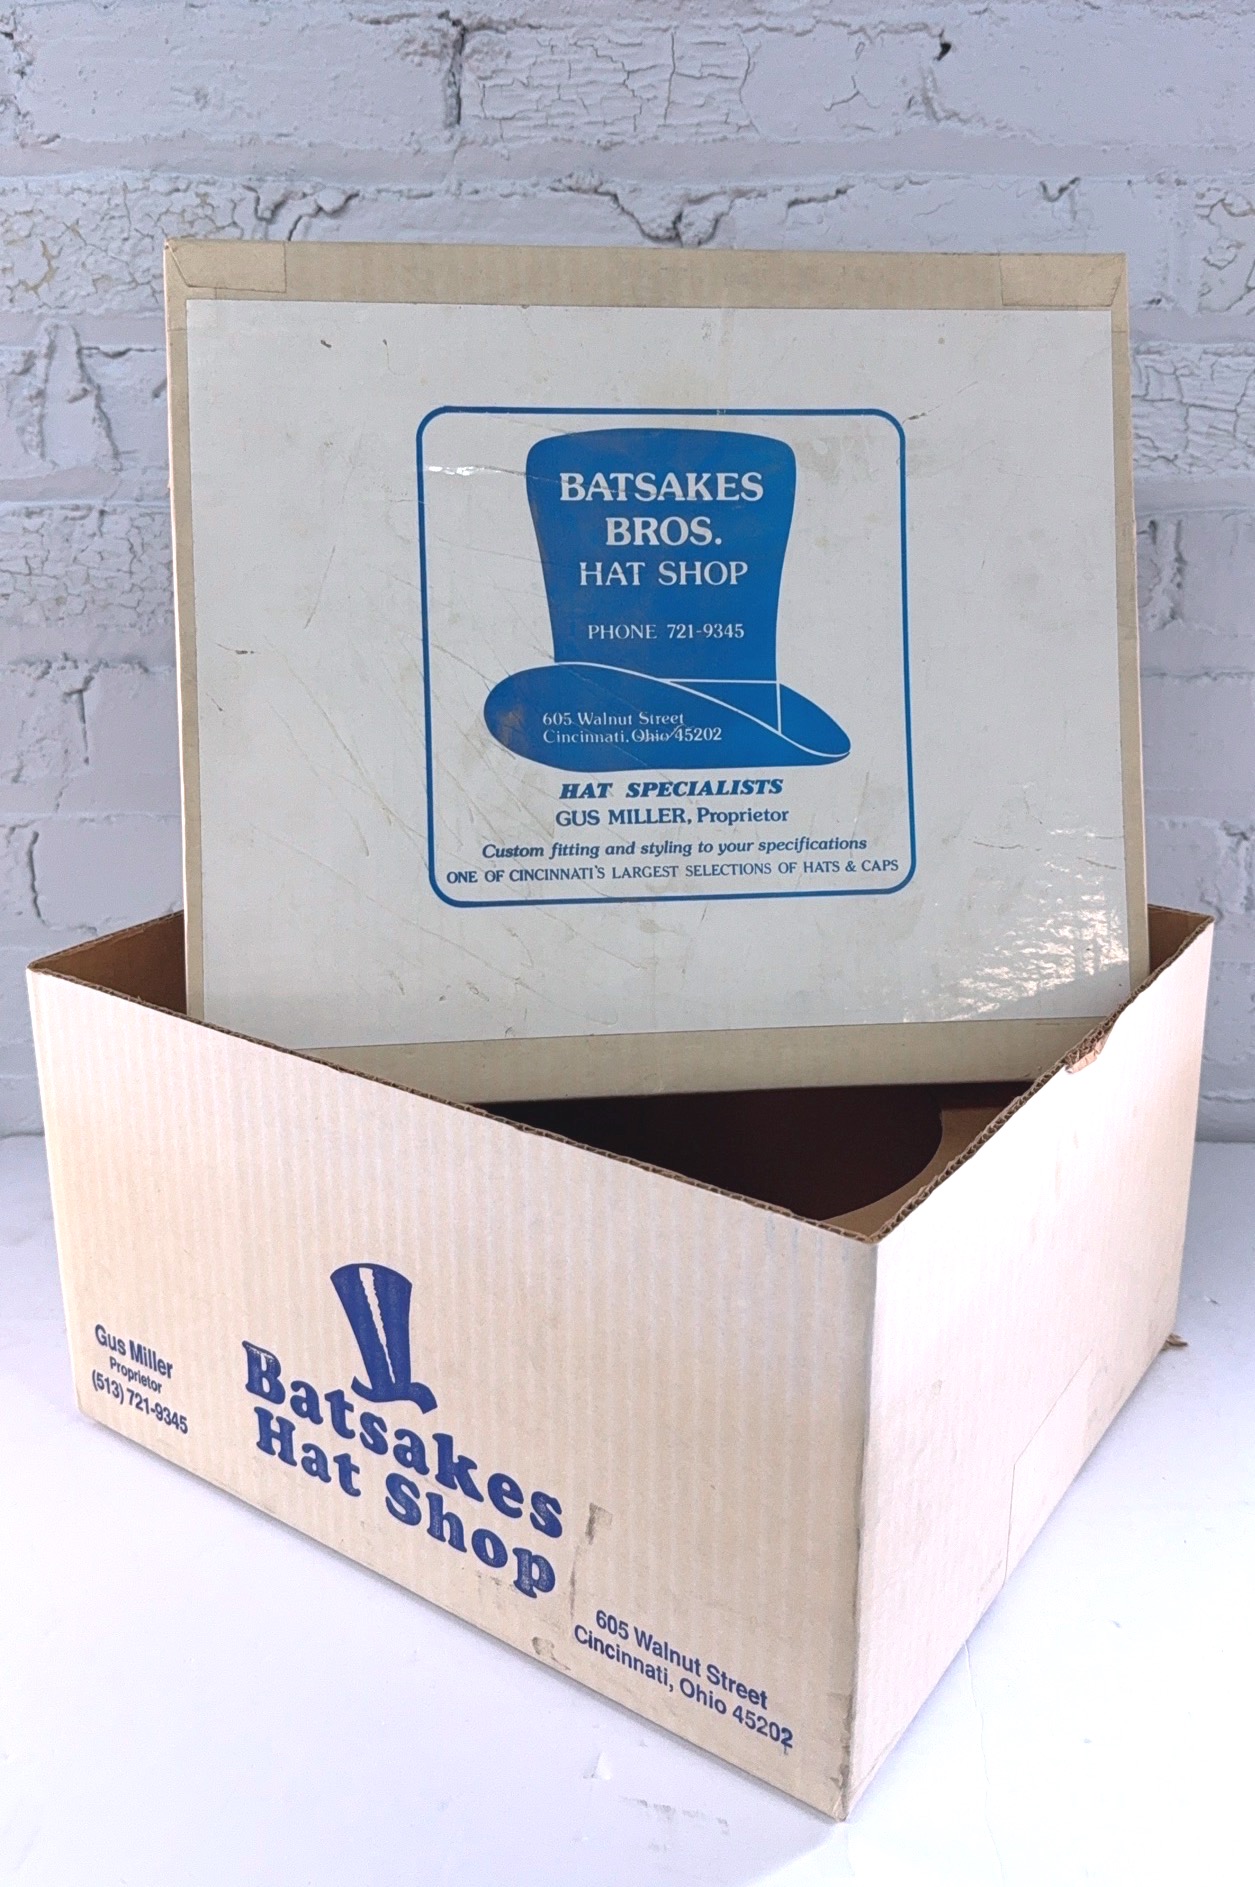 BATSAKES
BROS.
HAT SHOP
PHONE 721-9345
605 Walnut Street
Cincinnati, Ohio 45202
HAT SPECIALISTS
GUS MILLER, Proprietor
Custom fitting and styling to your specifications
ONE OF CINCINNATI'S LARGEST SELECTIONS OF HATS & CAPS
Gus Miller
Proprietor
(513) 721-9345
Batsakes
Hat Shop
605 Walnut Street
Cincinnati, Ohio 45202